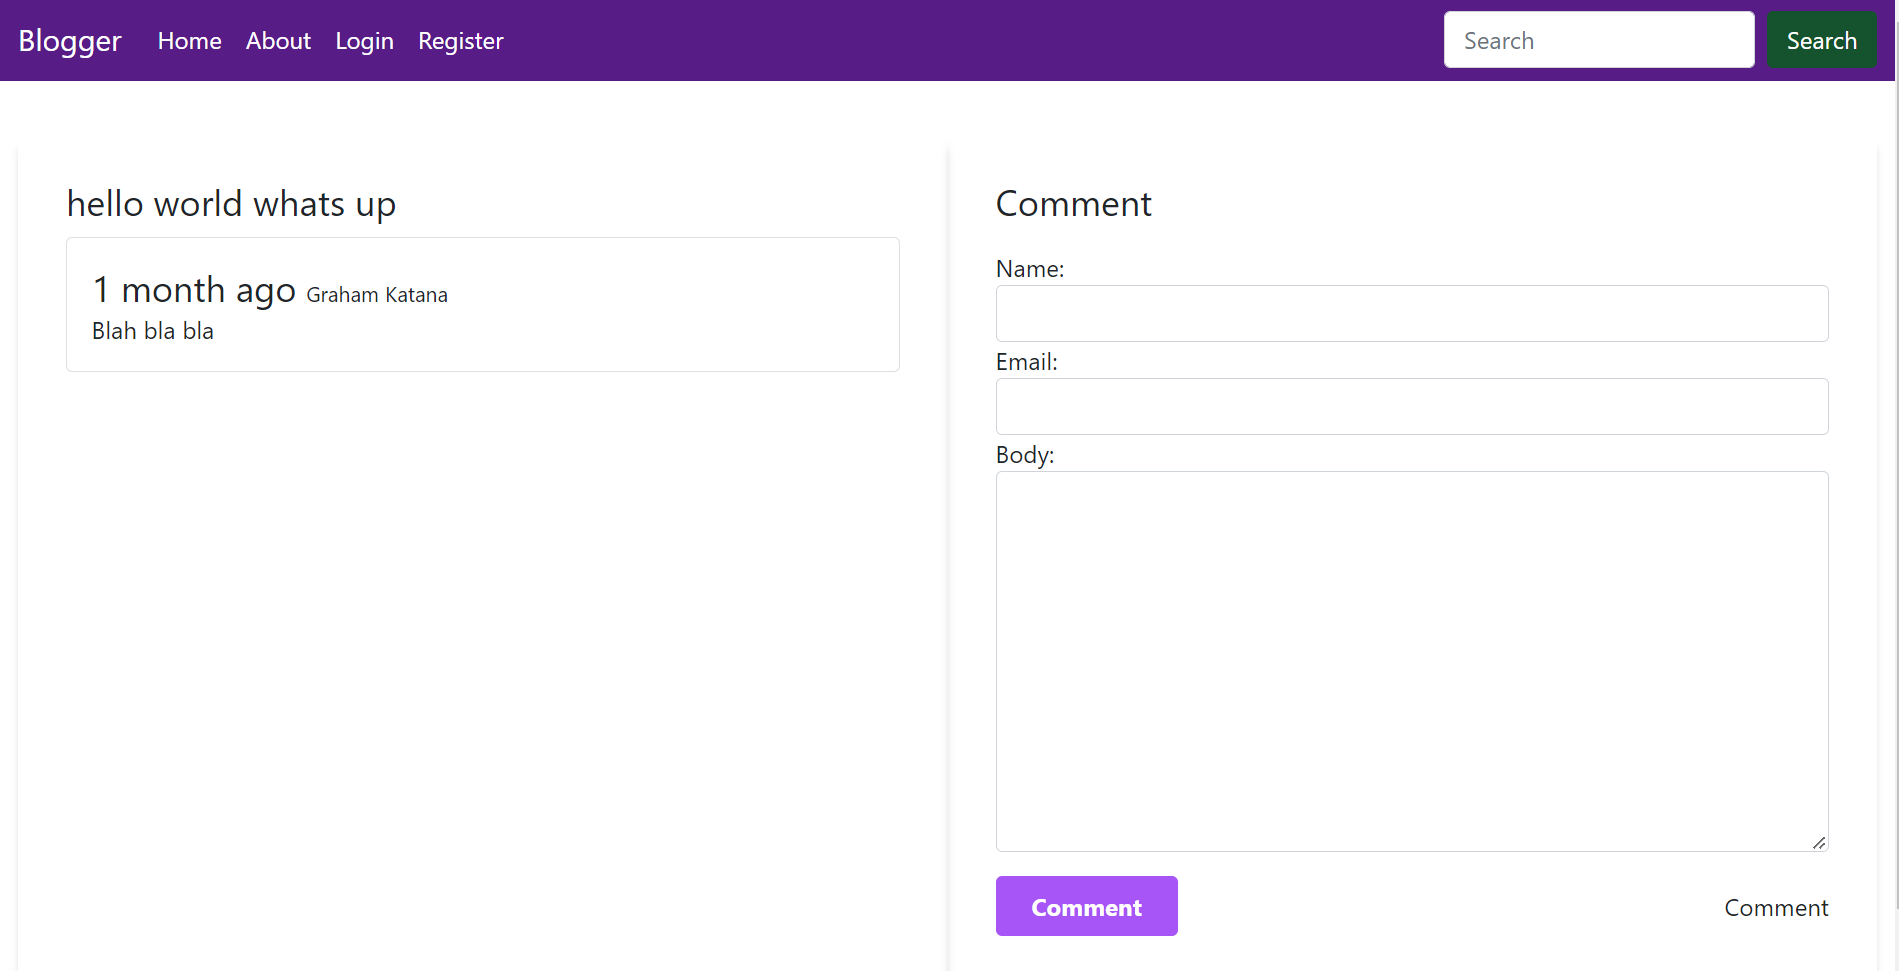 Blogger Home About Login Register Search Search
hello world whats up
1 month ago Graham Katana
Blah bla bla
Comment
Name:
Email:
Body:
Comment Comment